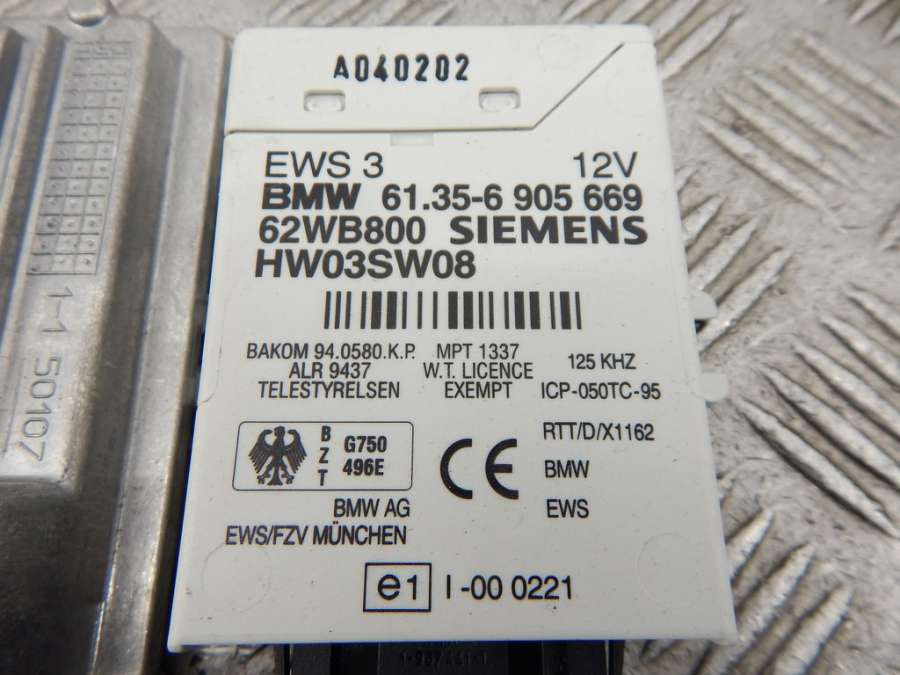 A040202
EWS 3 12V
BMW 61.35-6 905 669
62WB800 SIEMENS
HW03SW08
BAKOM 94.0580.K.P. MPT 1337 125 KHZ
ALR 9437 W.T. LICENCE
TELESTYRELSEN EXEMPT ICP-050TC-95
BZT G750 496E
CE
RTT/D/X1162
BMW
EWS
BMW AG
EWS/FZV MÜNCHEN
e1 I-00 0221
1-1 50107